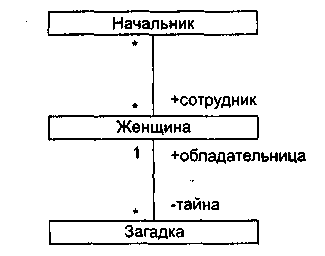 Начальник
*
* +сотрудник
Женщина
1 +обладательница
* -тайна
Загадка